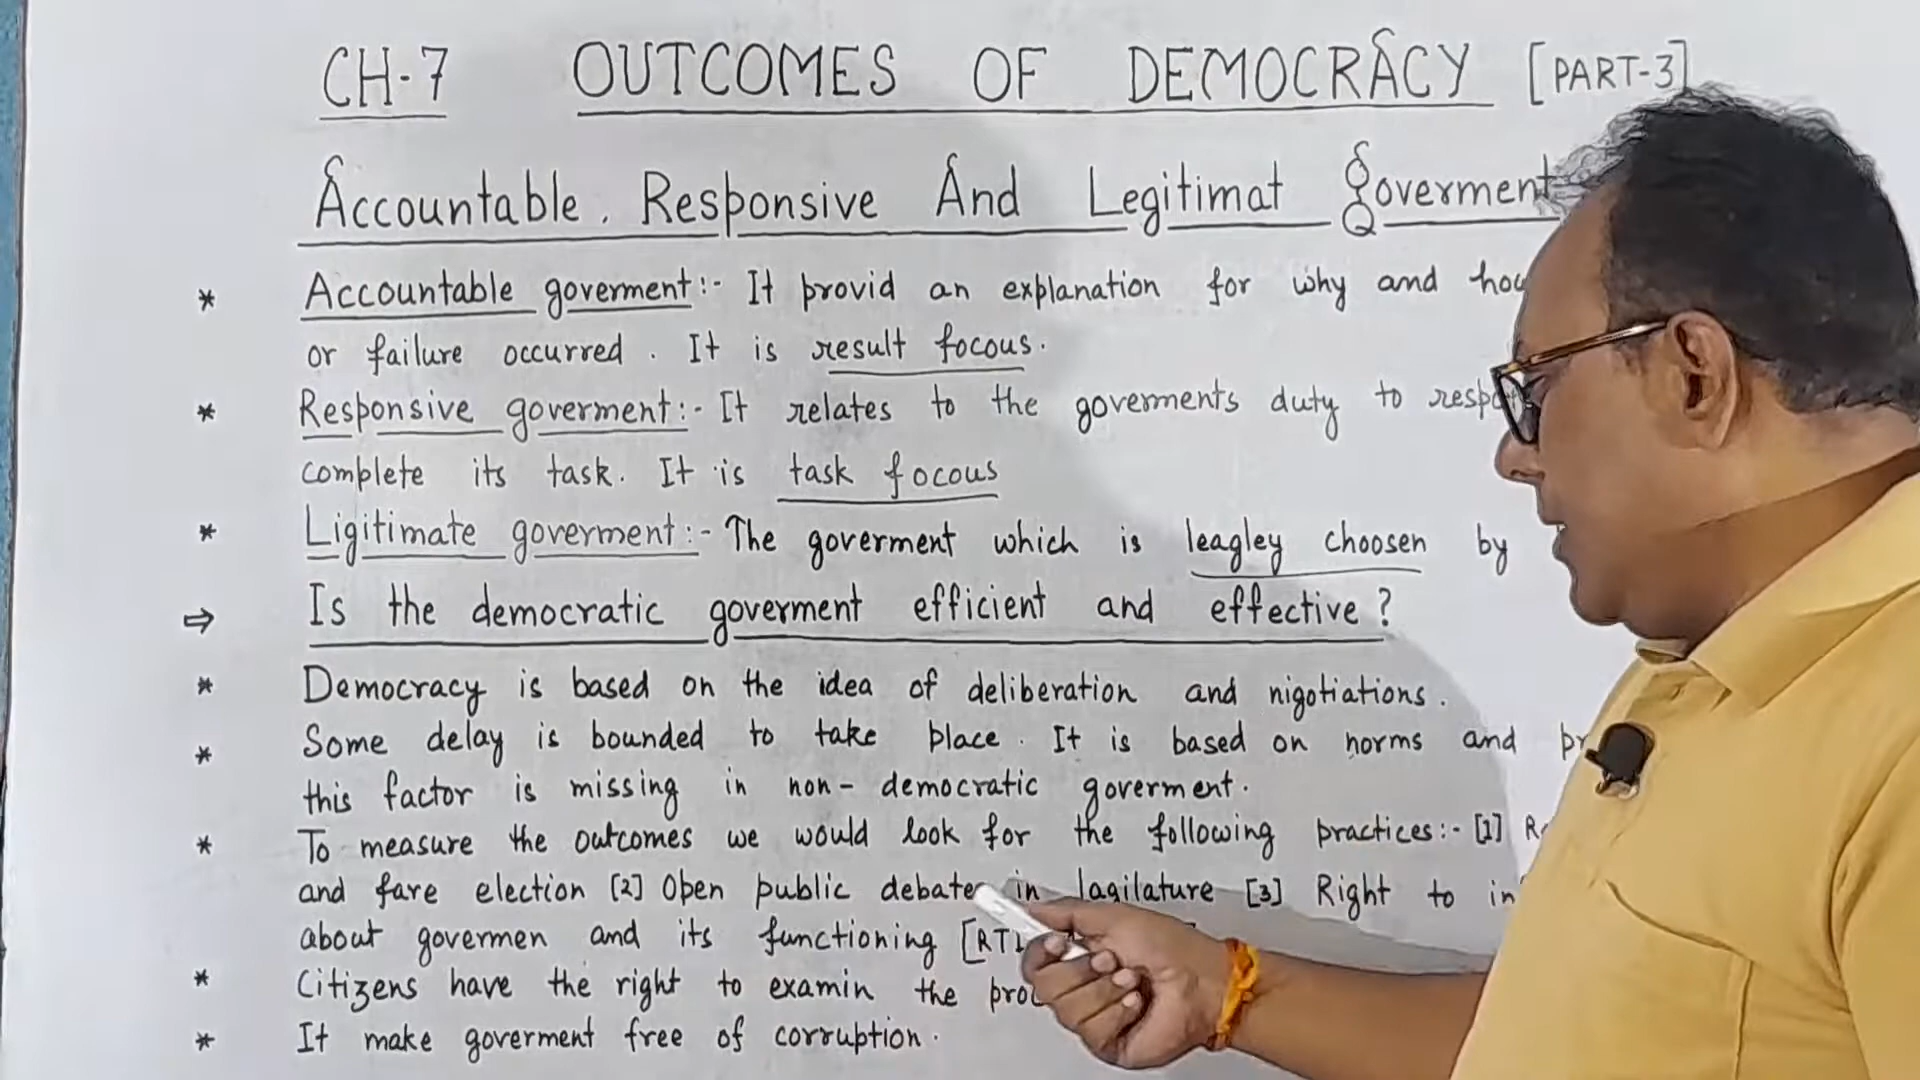 CH-7 OUTCOMES OF DEMOCRACY [PART-3]
Accountable. Responsive And Legitimat Goverment
* Accountable goverment:- It provid an explanation for why and
or failure occurred. It is result focous.
* Responsive goverment:- It relates to the goverments duty to
complete its task. It is task focous
* Ligitimate goverment:- The goverment which is leagley choosen by
⇒ Is the democratic goverment efficient and effective?
* Democracy is based on the idea of deliberation and nigotiations.
* Some delay is bounded to take place. It is based on norms and
this factor is missing in non-democratic goverment.
* To measure the outcomes we would look for the following practices:- [1]
and fare election [2] Open public debate in lagilature [3] Right to
about govermen and its functioning
* Citizens have the right to examin the
* It make goverment free of corruption.